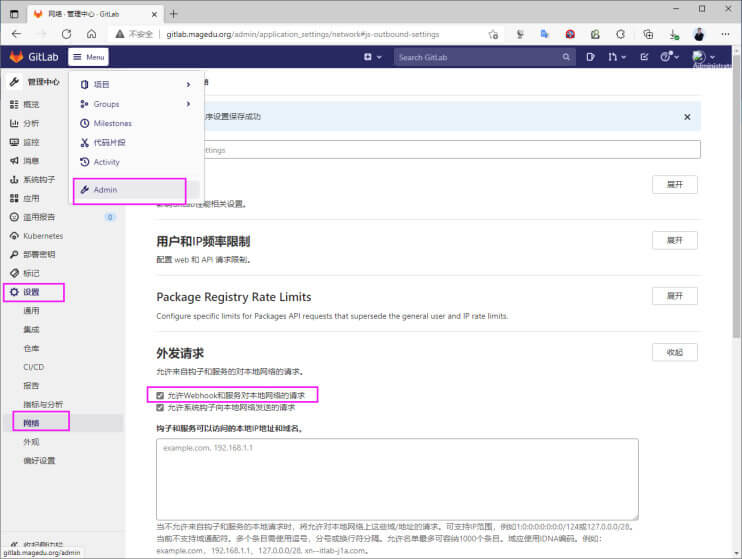 网络 · 管理中心 · GitLab
不安全
gitlab.magedu.org/admin/application_settings/network#js-outbound-settings
GitLab
Menu
Search GitLab
Administrator
管理中心
概览
分析
监控
消息
系统钩子
应用
滥用报告
0
Kubernetes
部署密钥
标记
设置
通用
集成
仓库
CI/CD
报告
指标与分析
网络
外观
偏好设置
gitlab.magedu.org/admin
项目
Groups
Milestones
代码片段
Activity
Admin
序设置保存成功
ettings
展开
性能相关设置。
用户和IP频率限制
展开
配置 web 和 API 请求限制。
Package Registry Rate Limits
展开
Configure specific limits for Packages API requests that supersede the general user and IP rate limits.
外发请求
收起
允许来自钩子和服务的对本地网络的请求。
允许Webhook和服务对本地网络的请求
允许系统钩子向本地网络发送的请求
钩子和服务可以访问的本地IP地址和域名。
example.com, 192.168.1.1
当不允许来自钩子和服务的本地请求时，将允许对本地网络上这些域/地址的请求。可支持IP范围，例如1:0:0:0:0:0:0:0/124或127.0.0.0/28。
当前不支持域通配符。多个条目需使用逗号，分号或换行符分隔。允许名单最多可容纳1000个条目。域应使用IDNA编码。例如：
example.com，192.168.1.1，127.0.0.0/28，xn--itlab-j1a.com。